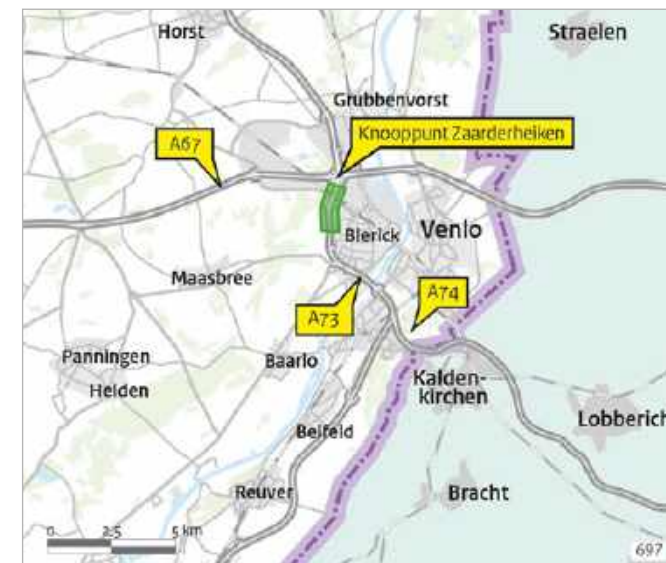 Horst
Straelen
Grubbenvorst
A67
Knooppunt Zaarderheiken
Blerick
Venlo
Maasbree
A73
A74
Panningen
Helden
Baarlo
Kalden-
kirchen
Lobberich
Belfeld
Reuver
Bracht
0 2,5 5 km
697